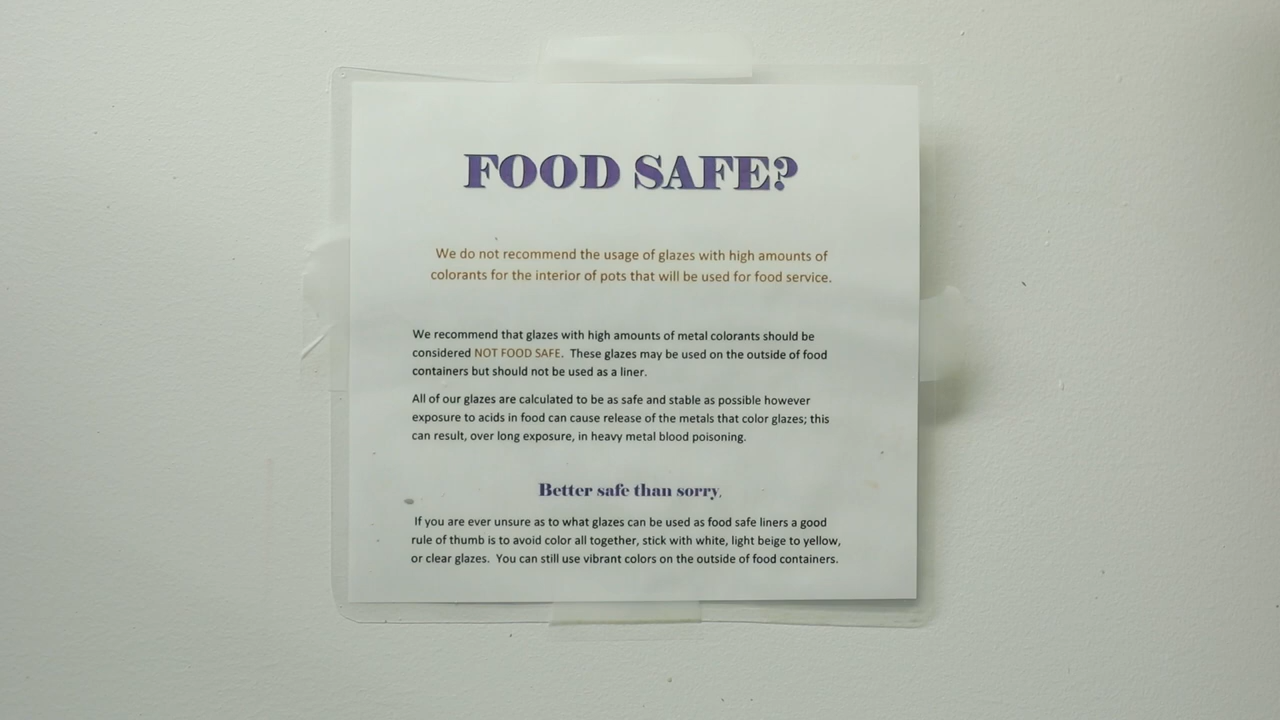 FOOD SAFE?
We do not recommend the usage of glazes with high amounts of
colorants for the interior of pots that will be used for food service.
We recommend that glazes with high amounts of metal colorants should be
considered NOT FOOD SAFE. These glazes may be used on the outside of food
containers but should not be used as a liner.
All of our glazes are calculated to be as safe and stable as possible however
exposure to acids in food can cause release of the metals that color glazes; this
can result, over long exposure, in heavy metal blood poisoning.
Better safe than sorry.
If you are ever unsure as to what glazes can be used as food safe liners a good
rule of thumb is to avoid color all together, stick with white, light beige to yellow,
or clear glazes. You can still use vibrant colors on the outside of food containers.